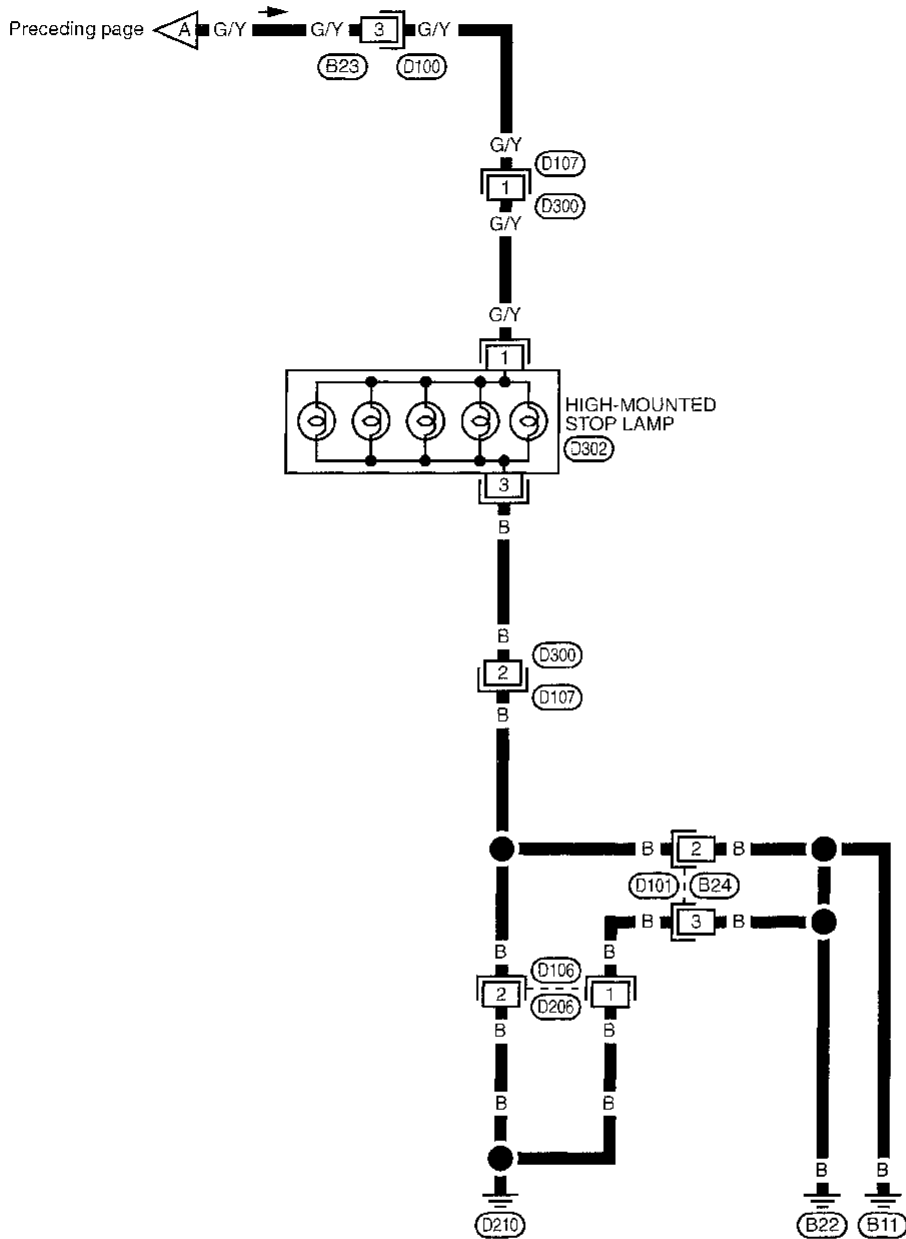 Preceding page A G/Y G/Y 3 G/Y
B23 D100
G/Y
D107
1
D300
G/Y
G/Y
1
HIGH-MOUNTED
STOP LAMP
D302
3
B
B
D300
2
D107
B
B 2 B
D101 B24
B 3 B
B B
D106
2 1
D206
B B
B B
B B
D210 B22 B11